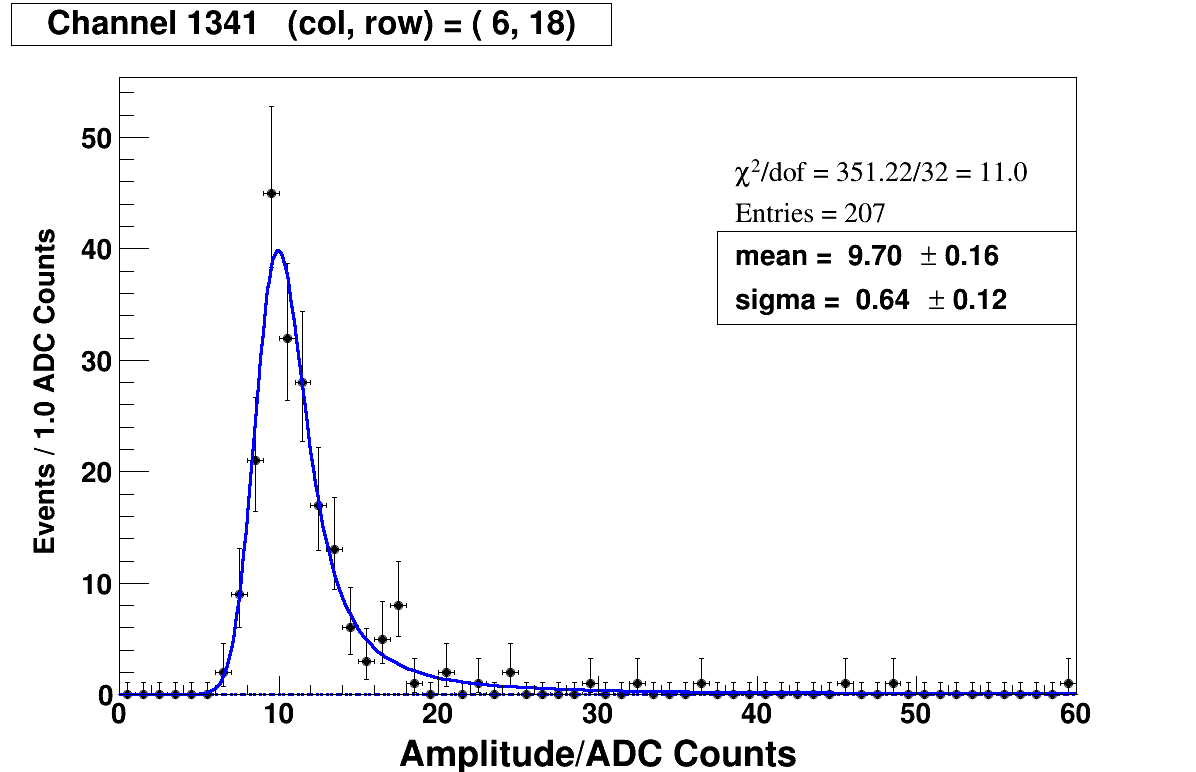 Channel 1341 (col, row) = ( 6, 18)
χ²/dof = 351.22/32 = 11.0
Entries = 207
mean = 9.70 ± 0.16
sigma = 0.64 ± 0.12
Events / 1.0 ADC Counts
50
40
30
20
10
0
0 10 20 30 40 50 60
Amplitude/ADC Counts